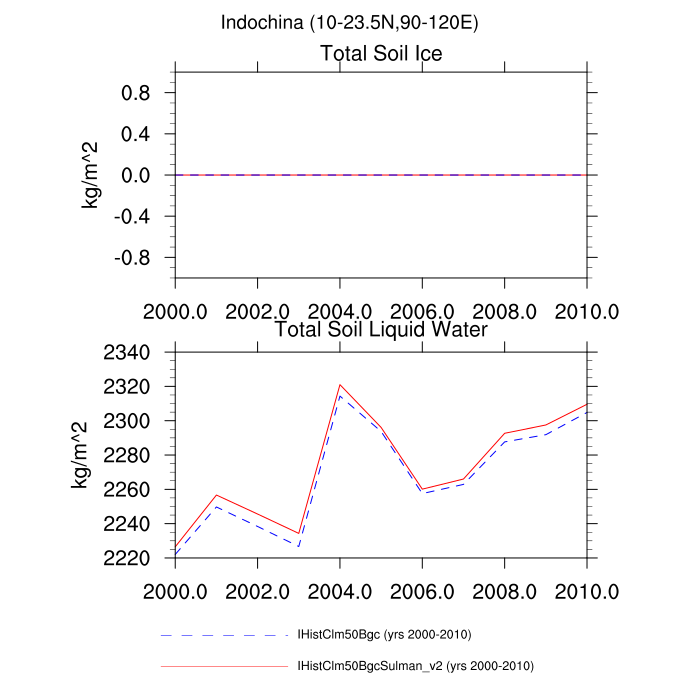 Indochina (10-23.5N,90-120E)
Total Soil Ice
0.8
0.4
0.0
-0.4
-0.8
kg/m^2
2000.0 2002.0 2004.0 2006.0 2008.0 2010.0
Total Soil Liquid Water
2340
2320
2300
2280
2260
2240
2220
kg/m^2
2000.0 2002.0 2004.0 2006.0 2008.0 2010.0
IHistClm50Bgc (yrs 2000-2010)
IHistClm50BgcSulman_v2 (yrs 2000-2010)